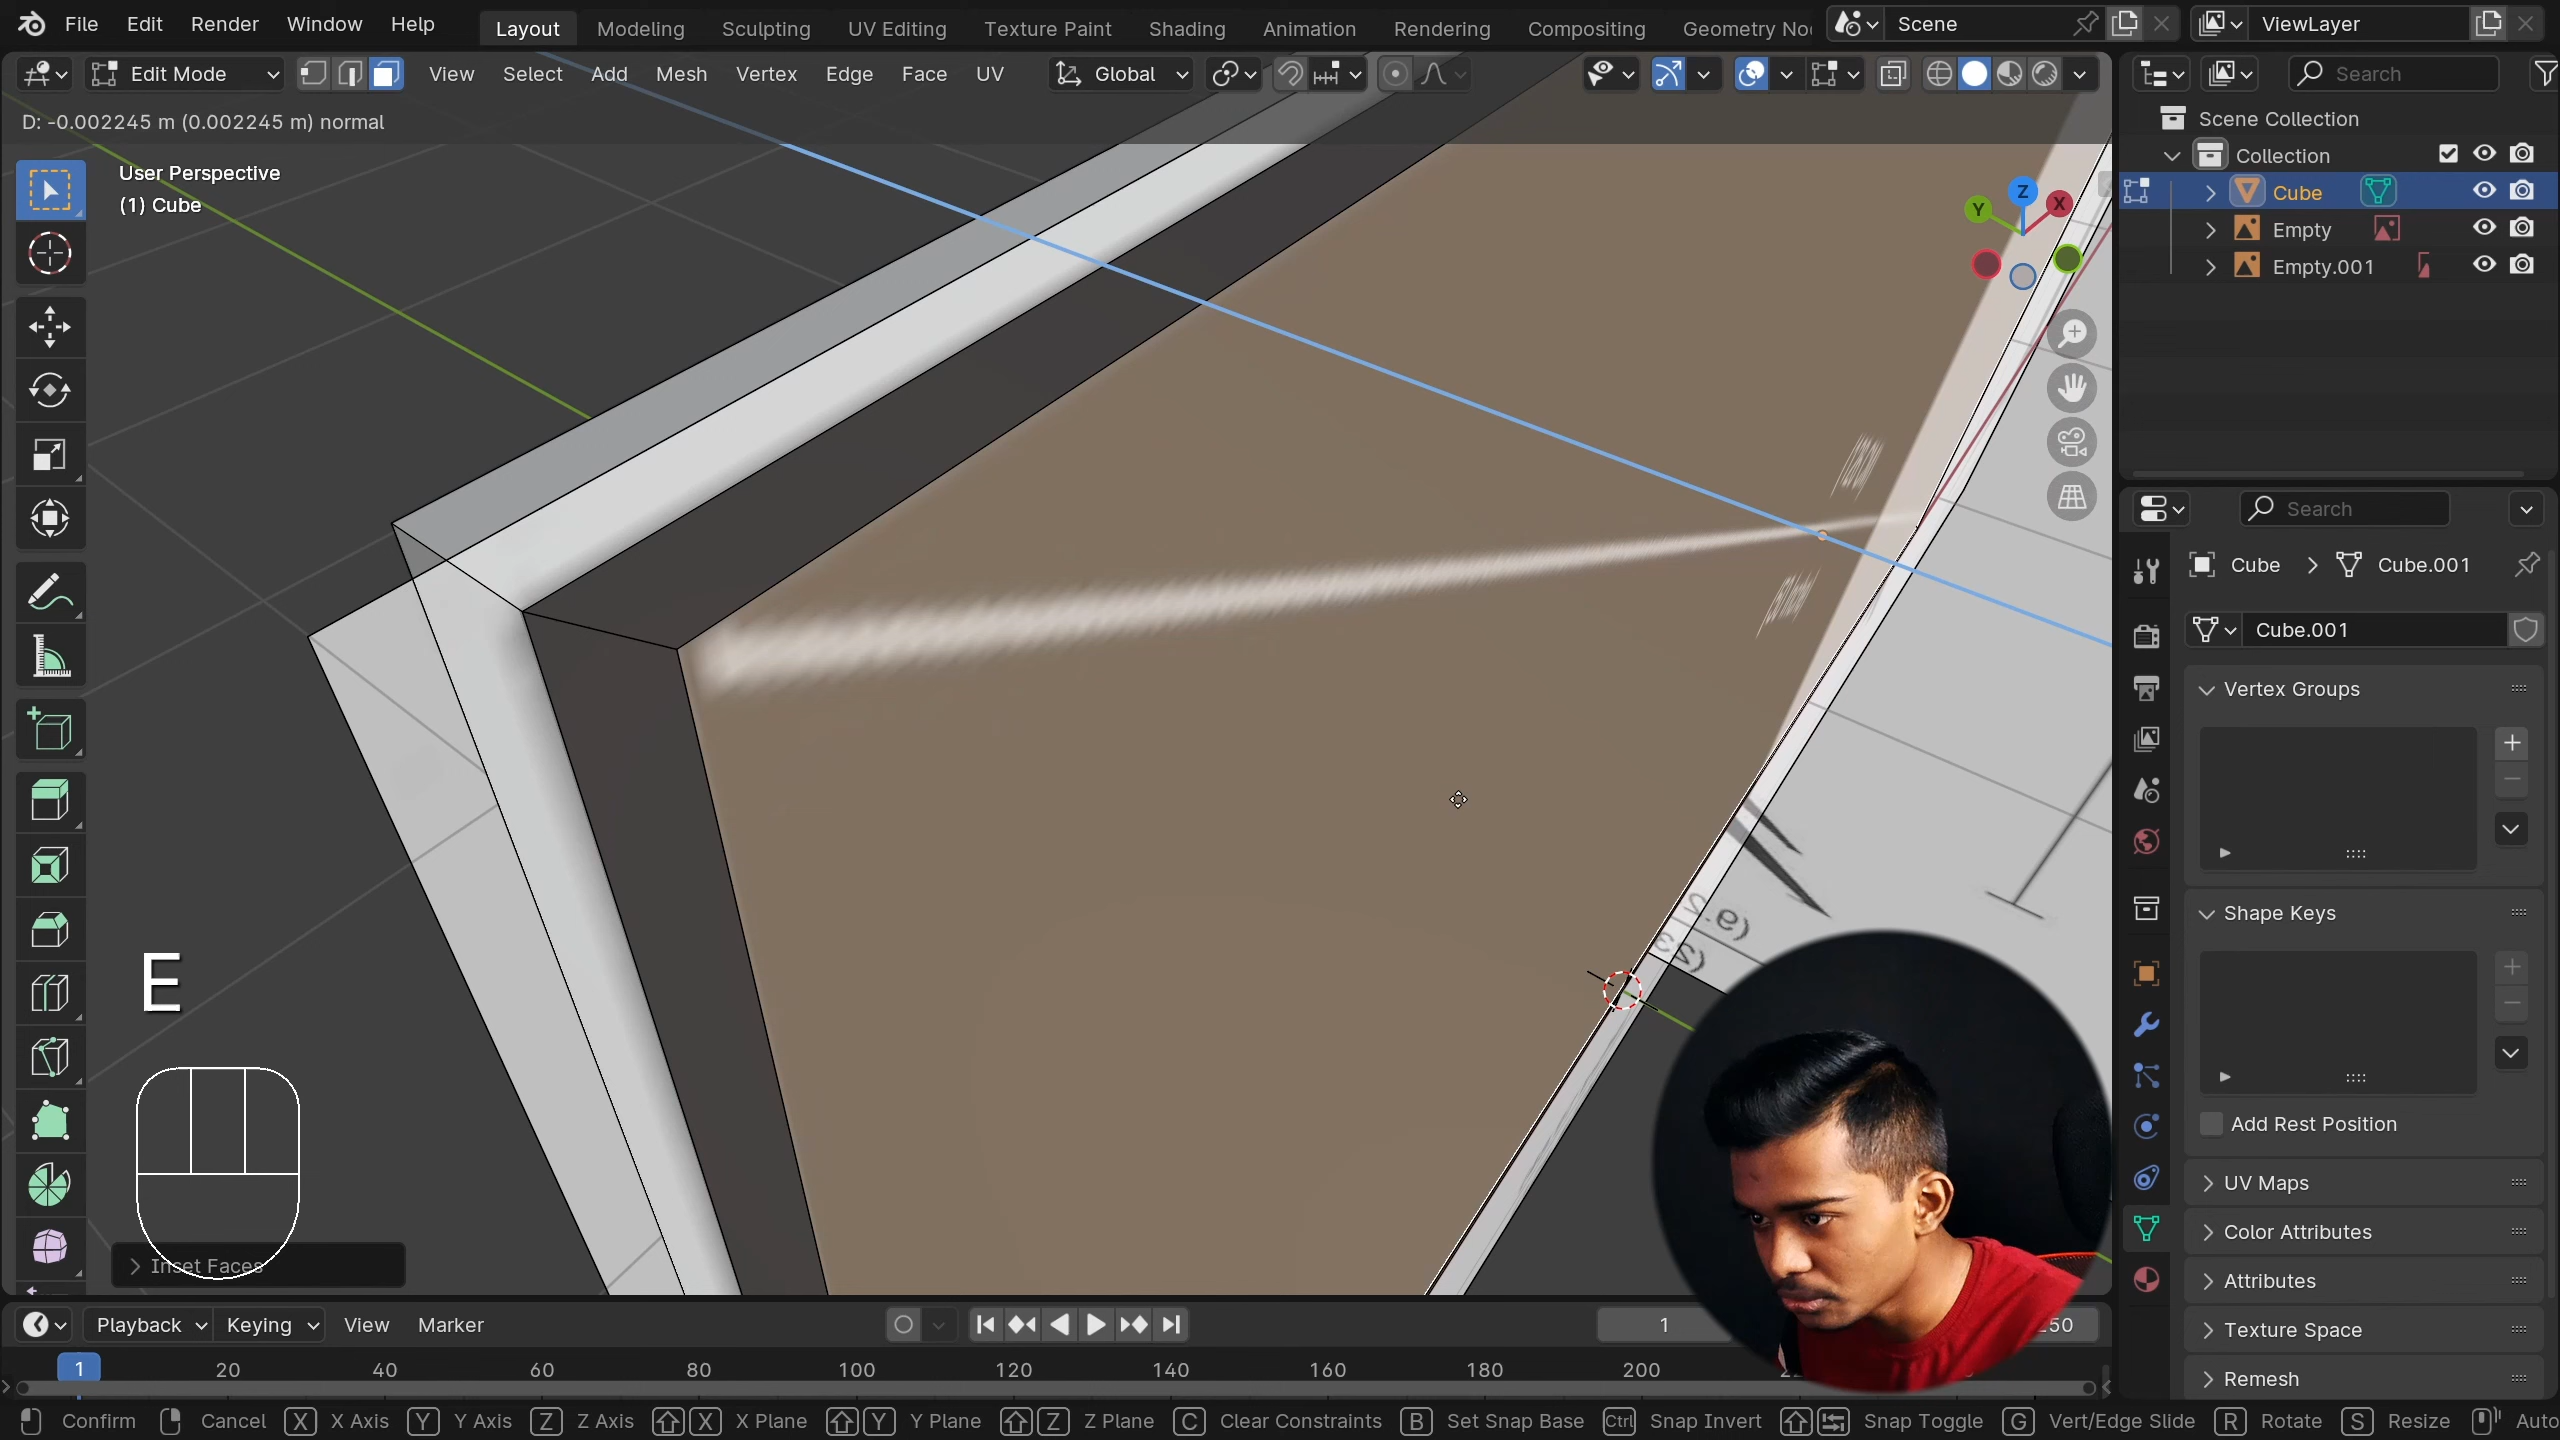 File Edit Render Window Help Layout Modeling Sculpting UV Editing Texture Paint Shading Animation Rendering Compositing Geometry No Scene ViewLayer
Edit Mode View Select Add Mesh Vertex Edge Face UV Global Search
D: -0.002245 m (0.002245 m) normal
Scene Collection
Collection
User Perspective
(1) Cube
Z
Y X
Cube
Empty
Empty.001
Search
Cube > Cube.001
Cube.001
Vertex Groups
Shape Keys
Add Rest Position
UV Maps
Color Attributes
Attributes
Texture Space
Remesh
E
Inset Faces
Playback Keying View Marker 1 250
1 20 40 60 80 100 120 140 160 180 200
Confirm Cancel X X Axis Y Y Axis Z Z Axis X X Plane Y Y Plane Z Z Plane C Clear Constraints B Set Snap Base Ctrl Snap Invert Snap Toggle G Vert/Edge Slide R Rotate S Resize Auto